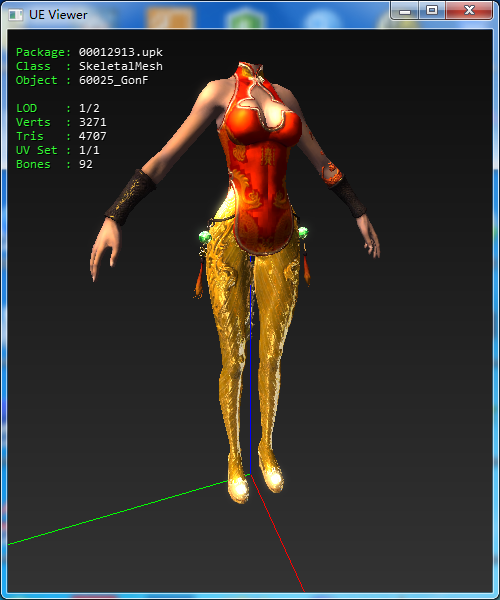 UE Viewer
Package: 00012913.upk
Class : SkeletalMesh
Object : 60025_GonF
LOD : 1/2
Verts : 3271
Tris : 4707
UV Set : 1/1
Bones : 92